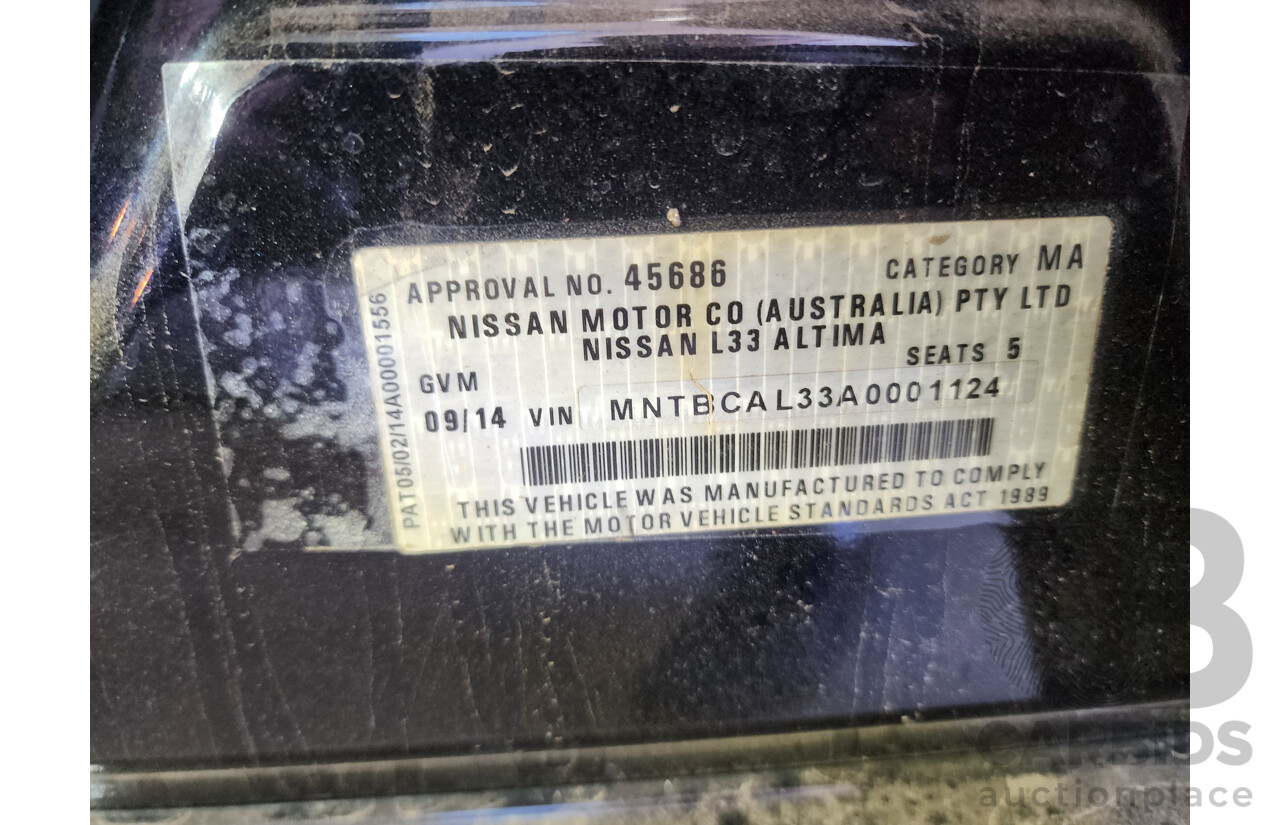 APPROVAL NO. 45686 CATEGORY MA
NISSAN MOTOR CO (AUSTRALIA) PTY LTD
NISSAN L33 ALTIMA
SEATS 5
GVM
09/14 VIN MNTBCAL33A0001124
THIS VEHICLE WAS MANUFACTURED TO COMPLY
WITH THE MOTOR VEHICLE STANDARDS ACT 1989
PAT05/02/14A00001556
CARBIDS
auctionplace